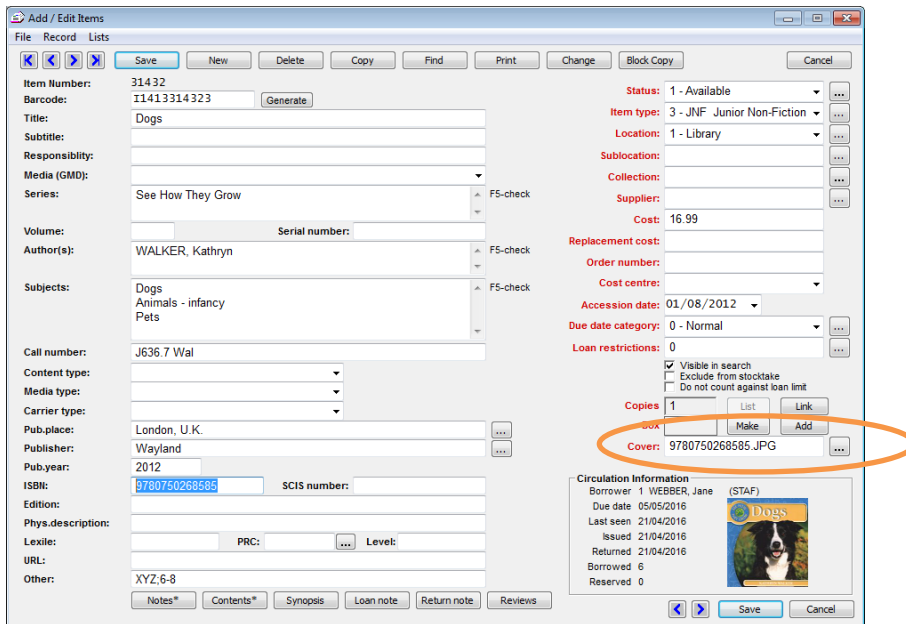 Add / Edit Items
File Record Lists
Save New Delete Copy Find Print Change Block Copy Cancel
Item Number: 31432
Barcode: I1413314323 Generate
Title: Dogs
Subtitle:
Responsiblity:
Media (GMD):
Series: See How They Grow F5-check
Volume: Serial number:
Author(s): WALKER, Kathryn F5-check
Subjects: Dogs F5-check
Animals - infancy
Pets
Call number: J636.7 Wal
Content type:
Media type:
Carrier type:
Pub.place: London, U.K. ...
Publisher: Wayland ...
Pub.year: 2012
ISBN: 9780750268585 SCIS number:
Edition:
Phys.description:
Lexile: PRC: ... Level:
URL:
Other: XYZ;6-8
Notes* Contents* Synopsis Loan note Return note Reviews
Status: 1 - Available ...
Item type: 3 - JNF Junior Non-Fiction ...
Location: 1 - Library ...
Sublocation: ...
Collection: ...
Supplier: ...
Cost: 16.99
Replacement cost:
Order number:
Cost centre:
Accession date: 01/08/2012
Due date category: 0 - Normal ...
Loan restrictions: 0 ...
Visible in search
Exclude from stocktake
Do not count against loan limit
Copies 1 List Link
Box Make Add
Cover: 9780750268585.JPG ...
Circulation Information
Borrower 1 WEBBER, Jane (STAF)
Due date 05/05/2016
Last seen 21/04/2016
Issued 21/04/2016
Returned 21/04/2016
Borrowed 6
Reserved 0
Dogs
Save Cancel